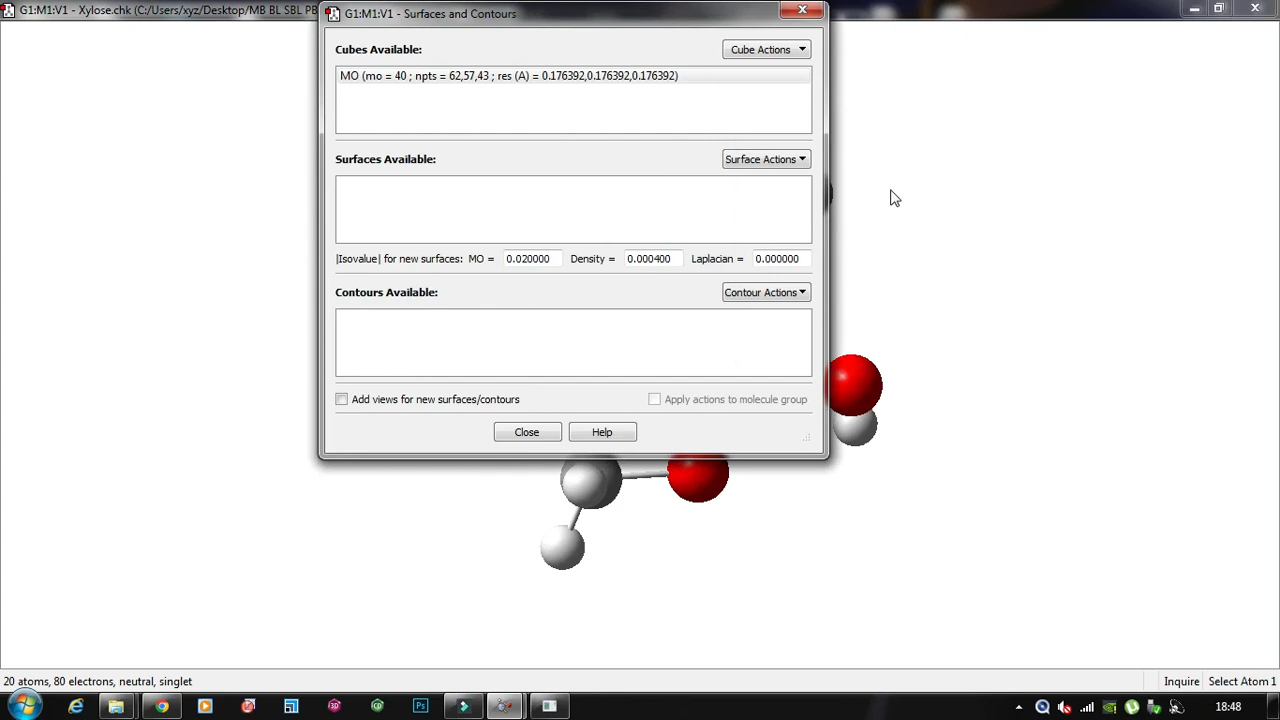 G1:M1:V1 - Xylose.chk (C:/Users/xyz/Desktop/MB BL SBL PB
G1:M1:V1 - Surfaces and Contours
Cubes Available:
Cube Actions
MO (mo = 40 ; npts = 62,57,43 ; res (A) = 0.176392,0.176392,0.176392)
Surfaces Available:
Surface Actions
|Isovalue| for new surfaces: MO = 0.020000 Density = 0.000400 Laplacian = 0.000000
Contours Available:
Contour Actions
Add views for new surfaces/contours
Apply actions to molecule group
Close
Help
20 atoms, 80 electrons, neutral, singlet
Inquire
Select Atom 1
Ps
18:48